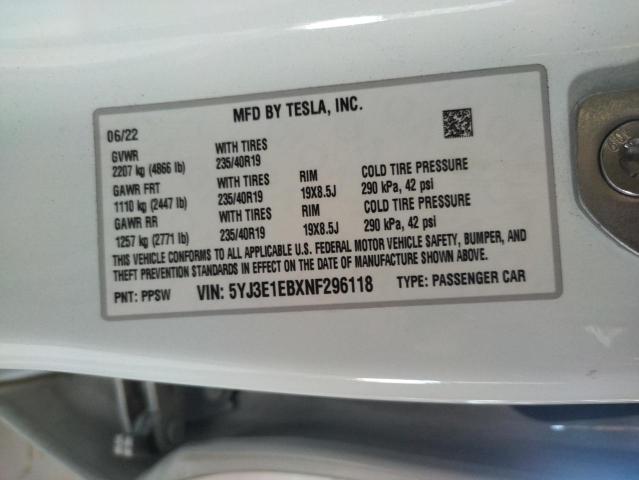 MFD BY TESLA, INC.
06/22
GVWR WITH TIRES
2207 kg (4866 lb) 235/40R19
GAWR FRT WITH TIRES RIM COLD TIRE PRESSURE
1110 kg (2447 lb) 235/40R19 19X8.5J 290 kPa, 42 psi
GAWR RR WITH TIRES RIM COLD TIRE PRESSURE
1257 kg (2771 lb) 235/40R19 19X8.5J 290 kPa, 42 psi
THIS VEHICLE CONFORMS TO ALL APPLICABLE U.S. FEDERAL MOTOR VEHICLE SAFETY, BUMPER, AND
THEFT PREVENTION STANDARDS IN EFFECT ON THE DATE OF MANUFACTURE SHOWN ABOVE.
PNT: PPSW VIN: 5YJ3E1EBXNF296118 TYPE: PASSENGER CAR